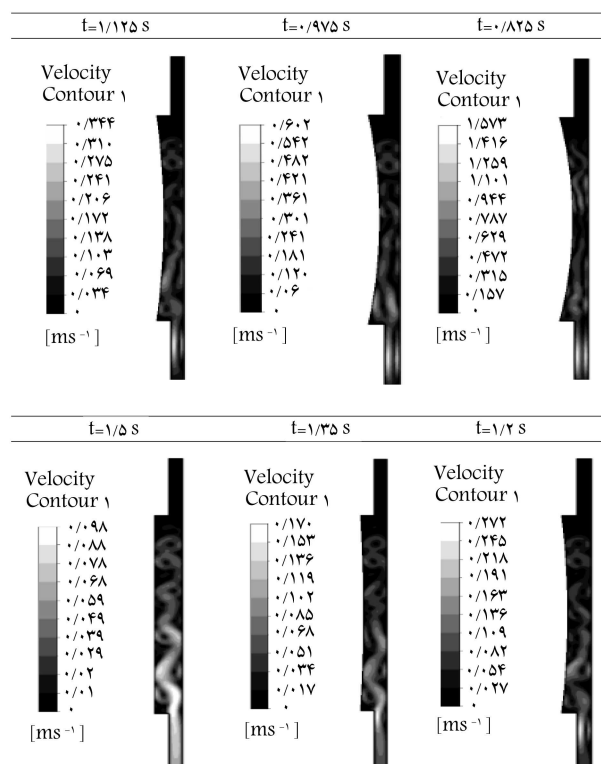 t=۱/۱۲۵ s
t=۰/۹۷۵ s
t=۰/۸۲۵ s
Velocity
Contour ۱
۰/۳۴۴
۰/۳۱۰
۰/۲۷۵
۰/۲۴۱
۰/۲۰۶
۰/۱۷۲
۰/۱۳۸
۰/۱۰۳
۰/۰۶۹
۰/۰۳۴
۰
[ms⁻¹]
Velocity
Contour ۱
۰/۶۰۲
۰/۵۴۲
۰/۴۸۲
۰/۴۲۱
۰/۳۶۱
۰/۳۰۱
۰/۲۴۱
۰/۱۸۱
۰/۱۲۰
۰/۰۶
۰
[ms⁻¹]
Velocity
Contour ۱
۱/۵۷۳
۱/۴۱۶
۱/۲۵۹
۱/۱۰۱
۰/۹۴۴
۰/۷۸۷
۰/۶۲۹
۰/۴۷۲
۰/۳۱۵
۰/۱۵۷
۰
[ms⁻¹]
t=۱/۵ s
t=۱/۳۵ s
t=۱/۲ s
Velocity
Contour ۱
۰/۰۹۸
۰/۰۸۸
۰/۰۷۸
۰/۰۶۸
۰/۰۵۹
۰/۰۴۹
۰/۰۳۹
۰/۰۲۹
۰/۰۲
۰/۰۱
۰
[ms⁻¹]
Velocity
Contour ۱
۰/۱۷۰
۰/۱۵۳
۰/۱۳۶
۰/۱۱۹
۰/۱۰۲
۰/۰۸۵
۰/۰۶۸
۰/۰۵۱
۰/۰۳۴
۰/۰۱۷
۰
[ms⁻¹]
Velocity
Contour ۱
۰/۲۷۲
۰/۲۴۵
۰/۲۱۸
۰/۱۹۱
۰/۱۶۳
۰/۱۳۶
۰/۱۰۹
۰/۰۸۲
۰/۰۵۴
۰/۰۲۷
۰
[ms⁻¹]